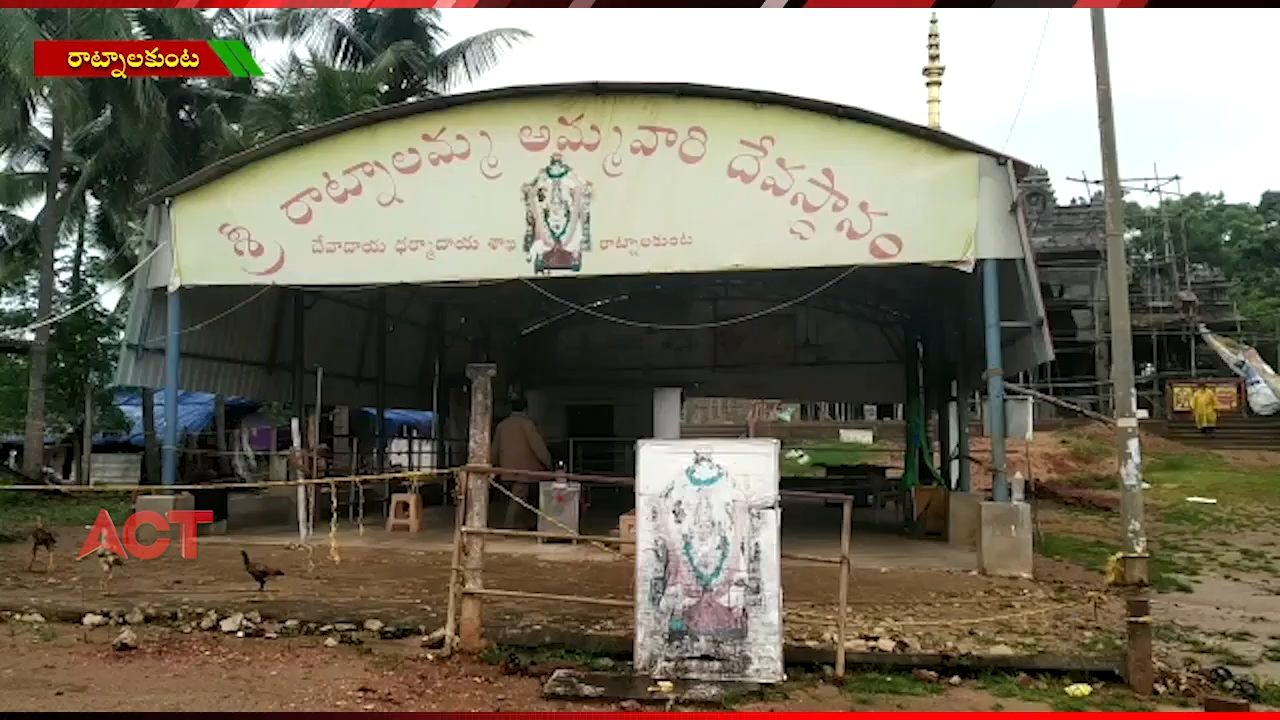 రాట్నాలకుంట
శ్రీ రాట్నాలమ్మ అమ్మవారి దేవస్థానం
దేవాదాయ ధర్మాదాయ శాఖ రాట్నాలకుంట
ACT